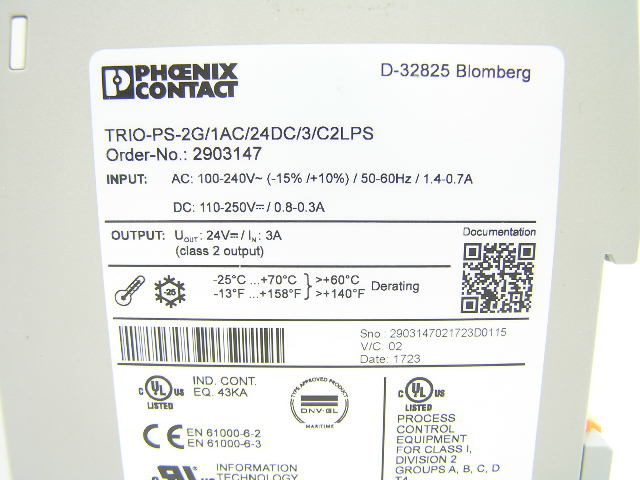 PHŒNIX
CONTACT
D-32825 Blomberg
TRIO-PS-2G/1AC/24DC/3/C2LPS
Order-No.: 2903147
INPUT: AC: 100-240V~ (-15% /+10%) / 50-60Hz / 1.4-0.7A
DC: 110-250V⎓ / 0.8-0.3A
OUTPUT: UOUT: 24V⎓ / IN: 3A
(class 2 output)
Documentation
-25
-25°C ...+70°C } >+60°C Derating
-13°F ...+158°F } >+140°F
Sno.: 2903147021723D0115
V/C: 02
Date: 1723
C UL US
LISTED
IND. CONT.
EQ. 43KA
TYPE APPROVED PRODUCT
DNV·GL
MARITIME
C UL US
LISTED
PROCESS
CONTROL
EQUIPMENT
FOR CLASS I,
DIVISION 2
GROUPS A, B, C, D
T4
CE EN 61000-6-2
EN 61000-6-3
US
INFORMATION
TECHNOLOGY